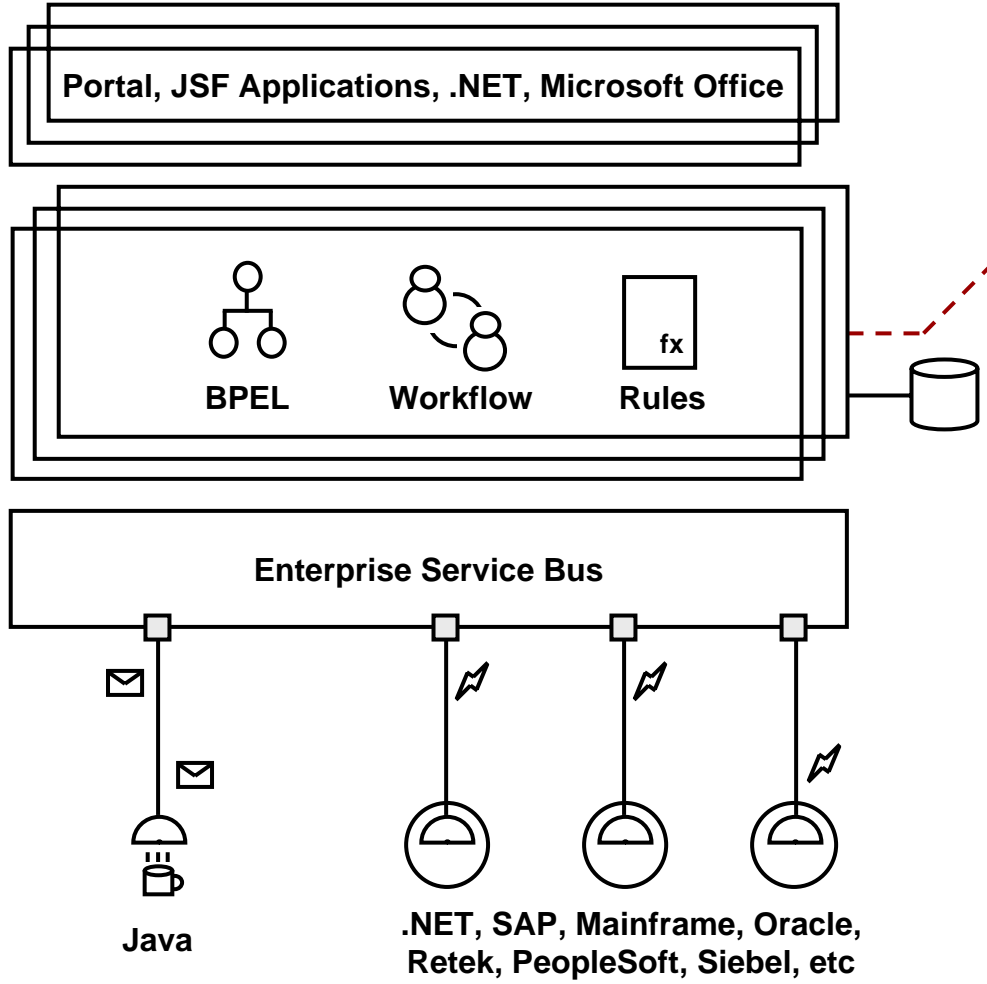 Portal, JSF Applications, .NET, Microsoft Office
fx
BPEL
Workflow
Rules
Enterprise Service Bus
Java
.NET, SAP, Mainframe, Oracle,
Retek, PeopleSoft, Siebel, etc